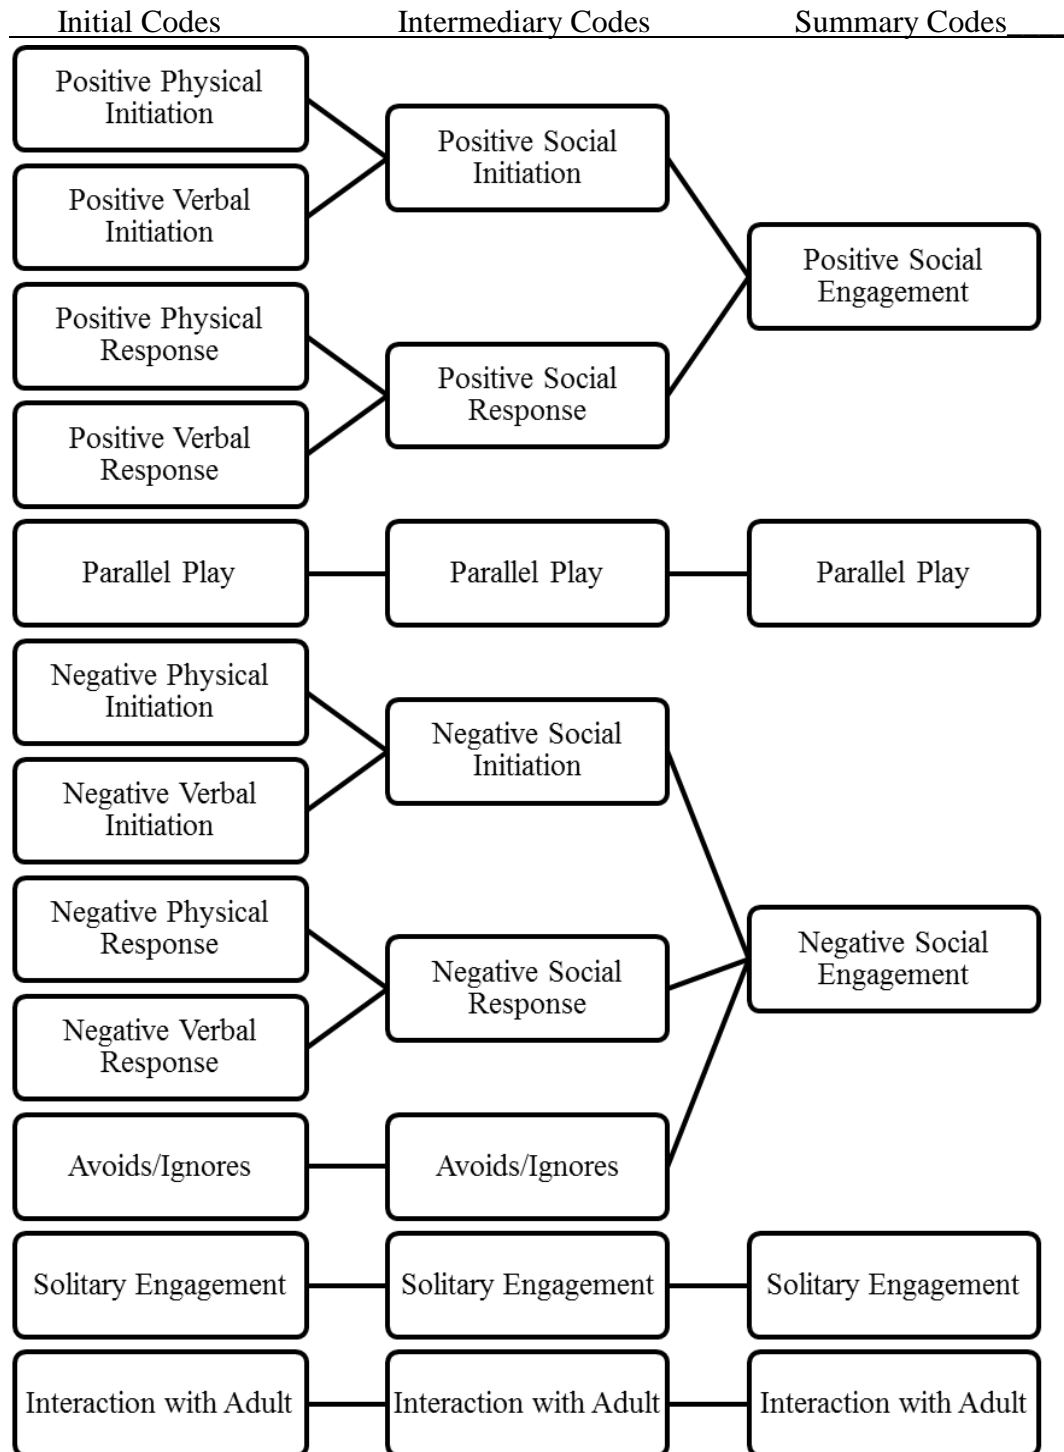 Initial Codes Intermediary Codes Summary Codes
Positive Physical
Initiation
Positive Verbal
Initiation
Positive Physical
Response
Positive Verbal
Response
Parallel Play
Negative Physical
Initiation
Negative Verbal
Initiation
Negative Physical
Response
Negative Verbal
Response
Avoids/Ignores
Solitary Engagement
Interaction with Adult
Positive Social
Initiation
Positive Social
Response
Parallel Play
Negative Social
Initiation
Negative Social
Response
Avoids/Ignores
Solitary Engagement
Interaction with Adult
Positive Social
Engagement
Parallel Play
Negative Social
Engagement
Solitary Engagement
Interaction with Adult